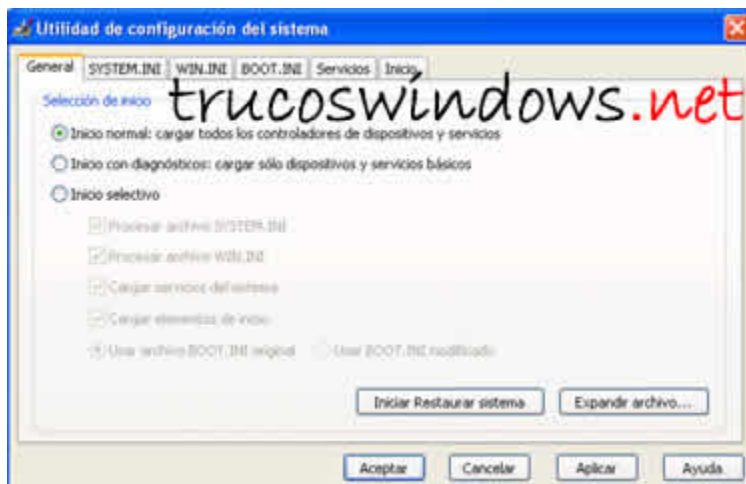 Utilidad de configuración del sistema
General SYSTEM.INI WIN.INI BOOT.INI Servicios Inicio
trucoswindows.net
Selección de inicio
Inicio normal: cargar todos los controladores de dispositivos y servicios
Inicio con diagnósticos: cargar sólo dispositivos y servicios básicos
Inicio selectivo
Procesar archivo SYSTEM.INI
Procesar archivo WIN.INI
Cargar servicios del sistema
Cargar elementos de inicio
Usar archivo BOOT.INI original Usar BOOT.INI modificado
Iniciar Restaurar sistema Expandir archivo...
Aceptar Cancelar Aplicar Ayuda